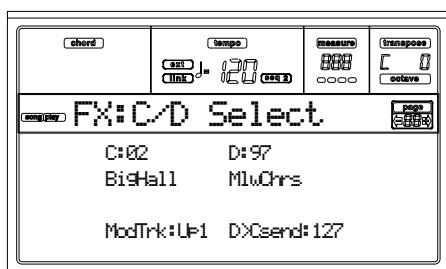 chord tempo measure transpose
ext link ♩= 120 seq 2 888 C 0
octave
song play FX:C/D Select page 88
C:02 D:97
BigHall MlwChrs
ModTrk:Up1 D>Csend:127